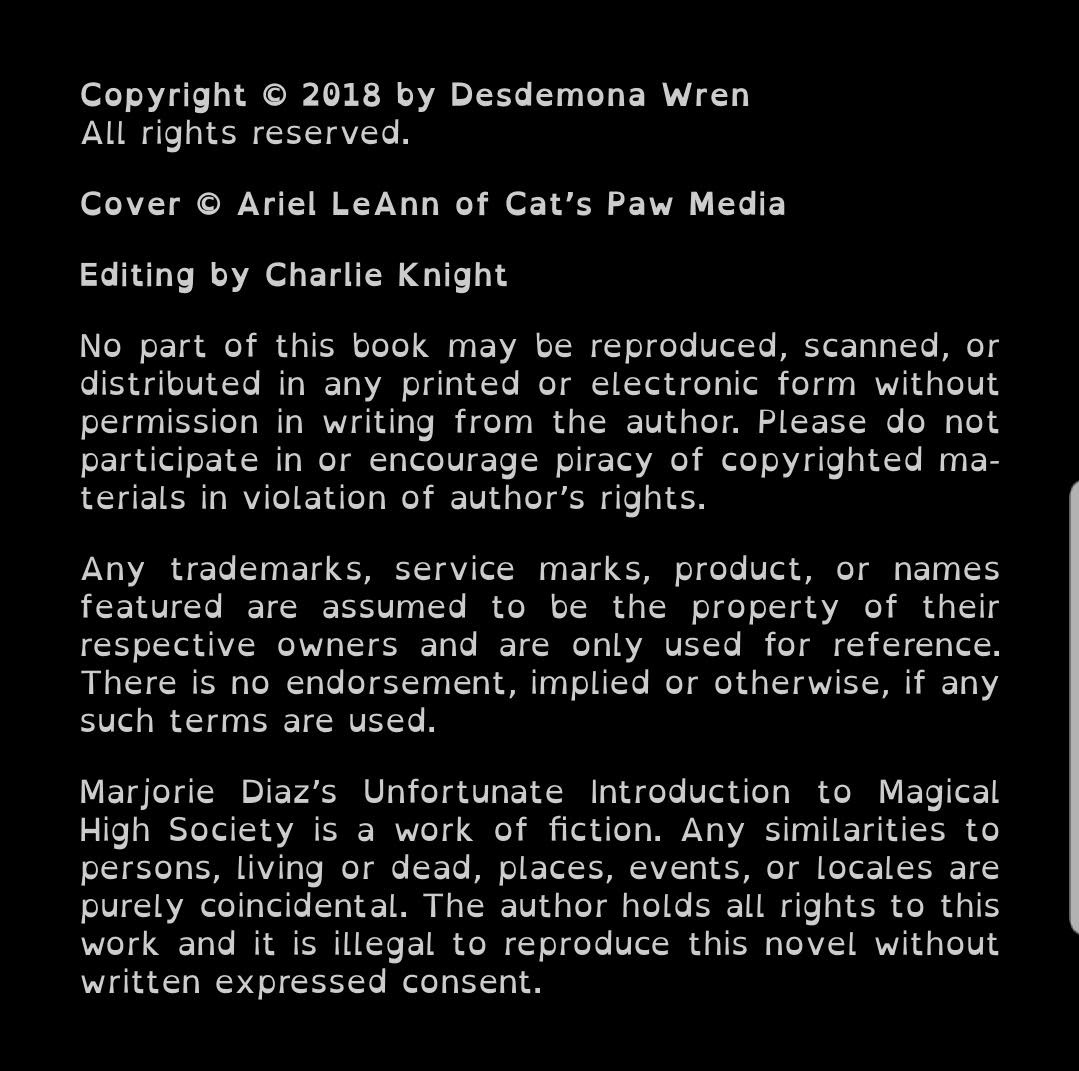 Copyright © 2018 by Desdemona Wren
All rights reserved.
Cover © Ariel LeAnn of Cat’s Paw Media
Editing by Charlie Knight
No part of this book may be reproduced, scanned, or
distributed in any printed or electronic form without
permission in writing from the author. Please do not
participate in or encourage piracy of copyrighted ma-
terials in violation of author’s rights.
Any trademarks, service marks, product, or names
featured are assumed to be the property of their
respective owners and are only used for reference.
There is no endorsement, implied or otherwise, if any
such terms are used.
Marjorie Diaz’s Unfortunate Introduction to Magical
High Society is a work of fiction. Any similarities to
persons, living or dead, places, events, or locales are
purely coincidental. The author holds all rights to this
work and it is illegal to reproduce this novel without
written expressed consent.